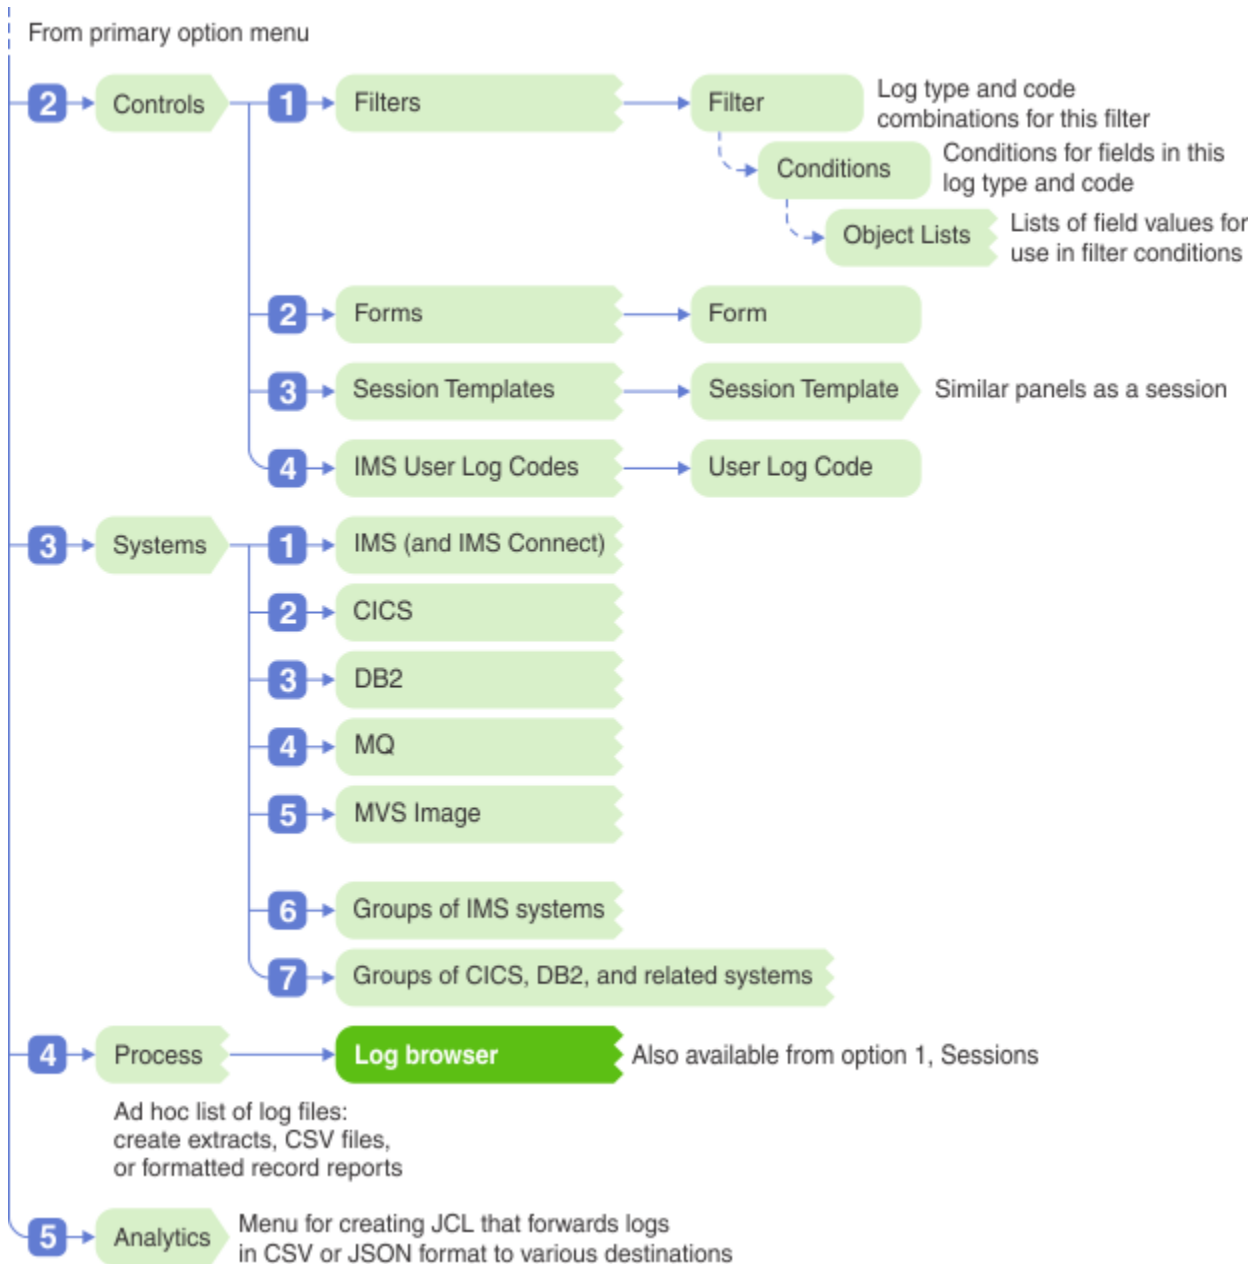 From primary option menu
2 Controls 1 Filters Filter Log type and code
combinations for this filter
Conditions Conditions for fields in this
log type and code
Object Lists Lists of field values for
use in filter conditions
2 Forms Form
3 Session Templates Session Template Similar panels as a session
4 IMS User Log Codes User Log Code
3 Systems 1 IMS (and IMS Connect)
2 CICS
3 DB2
4 MQ
5 MVS Image
6 Groups of IMS systems
7 Groups of CICS, DB2, and related systems
4 Process Log browser Also available from option 1, Sessions
Ad hoc list of log files:
create extracts, CSV files,
or formatted record reports
5 Analytics Menu for creating JCL that forwards logs
in CSV or JSON format to various destinations